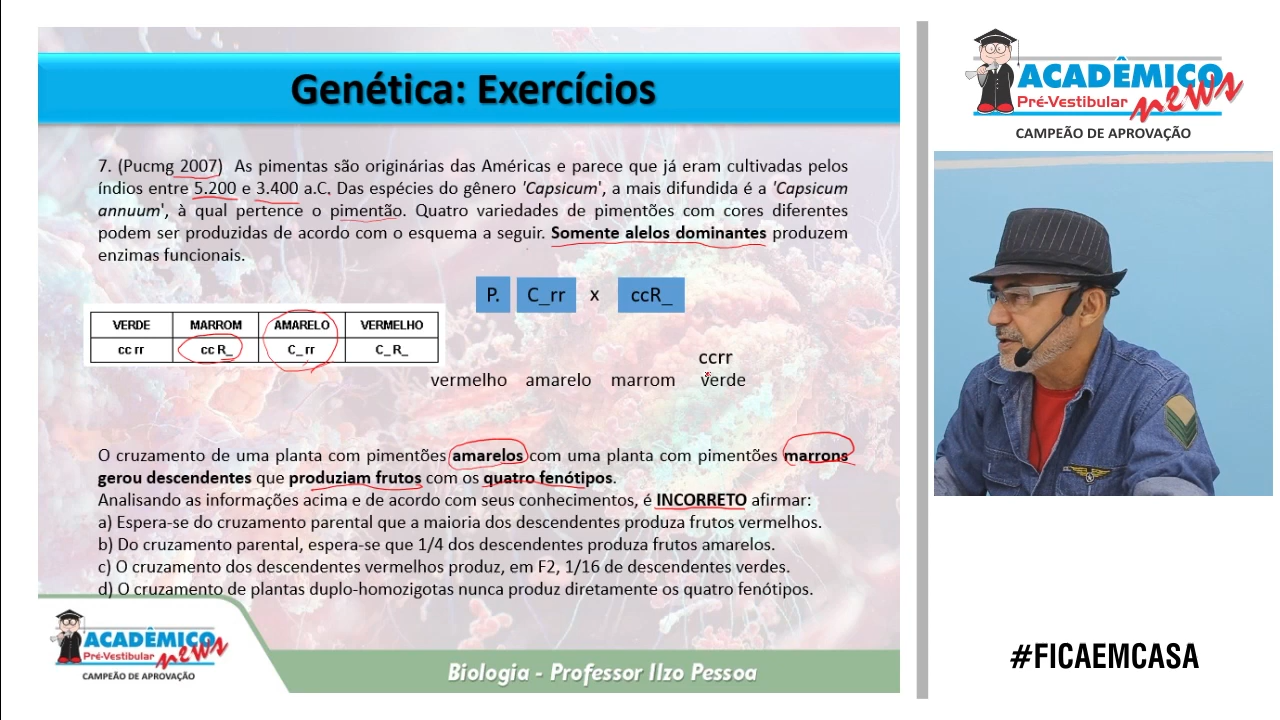 Genética: Exercícios
7. (Pucmg 2007) As pimentas são originárias das Américas e parece que já eram cultivadas pelos
índios entre 5.200 e 3.400 a.C. Das espécies do gênero 'Capsicum', a mais difundida é a 'Capsicum
annuum', à qual pertence o pimentão. Quatro variedades de pimentões com cores diferentes
podem ser produzidas de acordo com o esquema a seguir. Somente alelos dominantes produzem
enzimas funcionais.
P. C_rr x ccR_
VERDE MARROM AMARELO VERMELHO
cc rr cc R_ C_ rr C_ R_
ccrr
vermelho amarelo marrom verde
O cruzamento de uma planta com pimentões amarelos com uma planta com pimentões marrons
gerou descendentes que produziam frutos com os quatro fenótipos.
Analisando as informações acima e de acordo com seus conhecimentos, é INCORRETO afirmar:
a) Espera-se do cruzamento parental que a maioria dos descendentes produza frutos vermelhos.
b) Do cruzamento parental, espera-se que 1/4 dos descendentes produza frutos amarelos.
c) O cruzamento dos descendentes vermelhos produz, em F2, 1/16 de descendentes verdes.
d) O cruzamento de plantas duplo-homozigotas nunca produz diretamente os quatro fenótipos.
ACADÊMICO
Pré-Vestibular news
CAMPEÃO DE APROVAÇÃO
Biologia - Professor Ilzo Pessoa
ACADÊMICO
Pré-Vestibular news
CAMPEÃO DE APROVAÇÃO
#FICAEMCASA